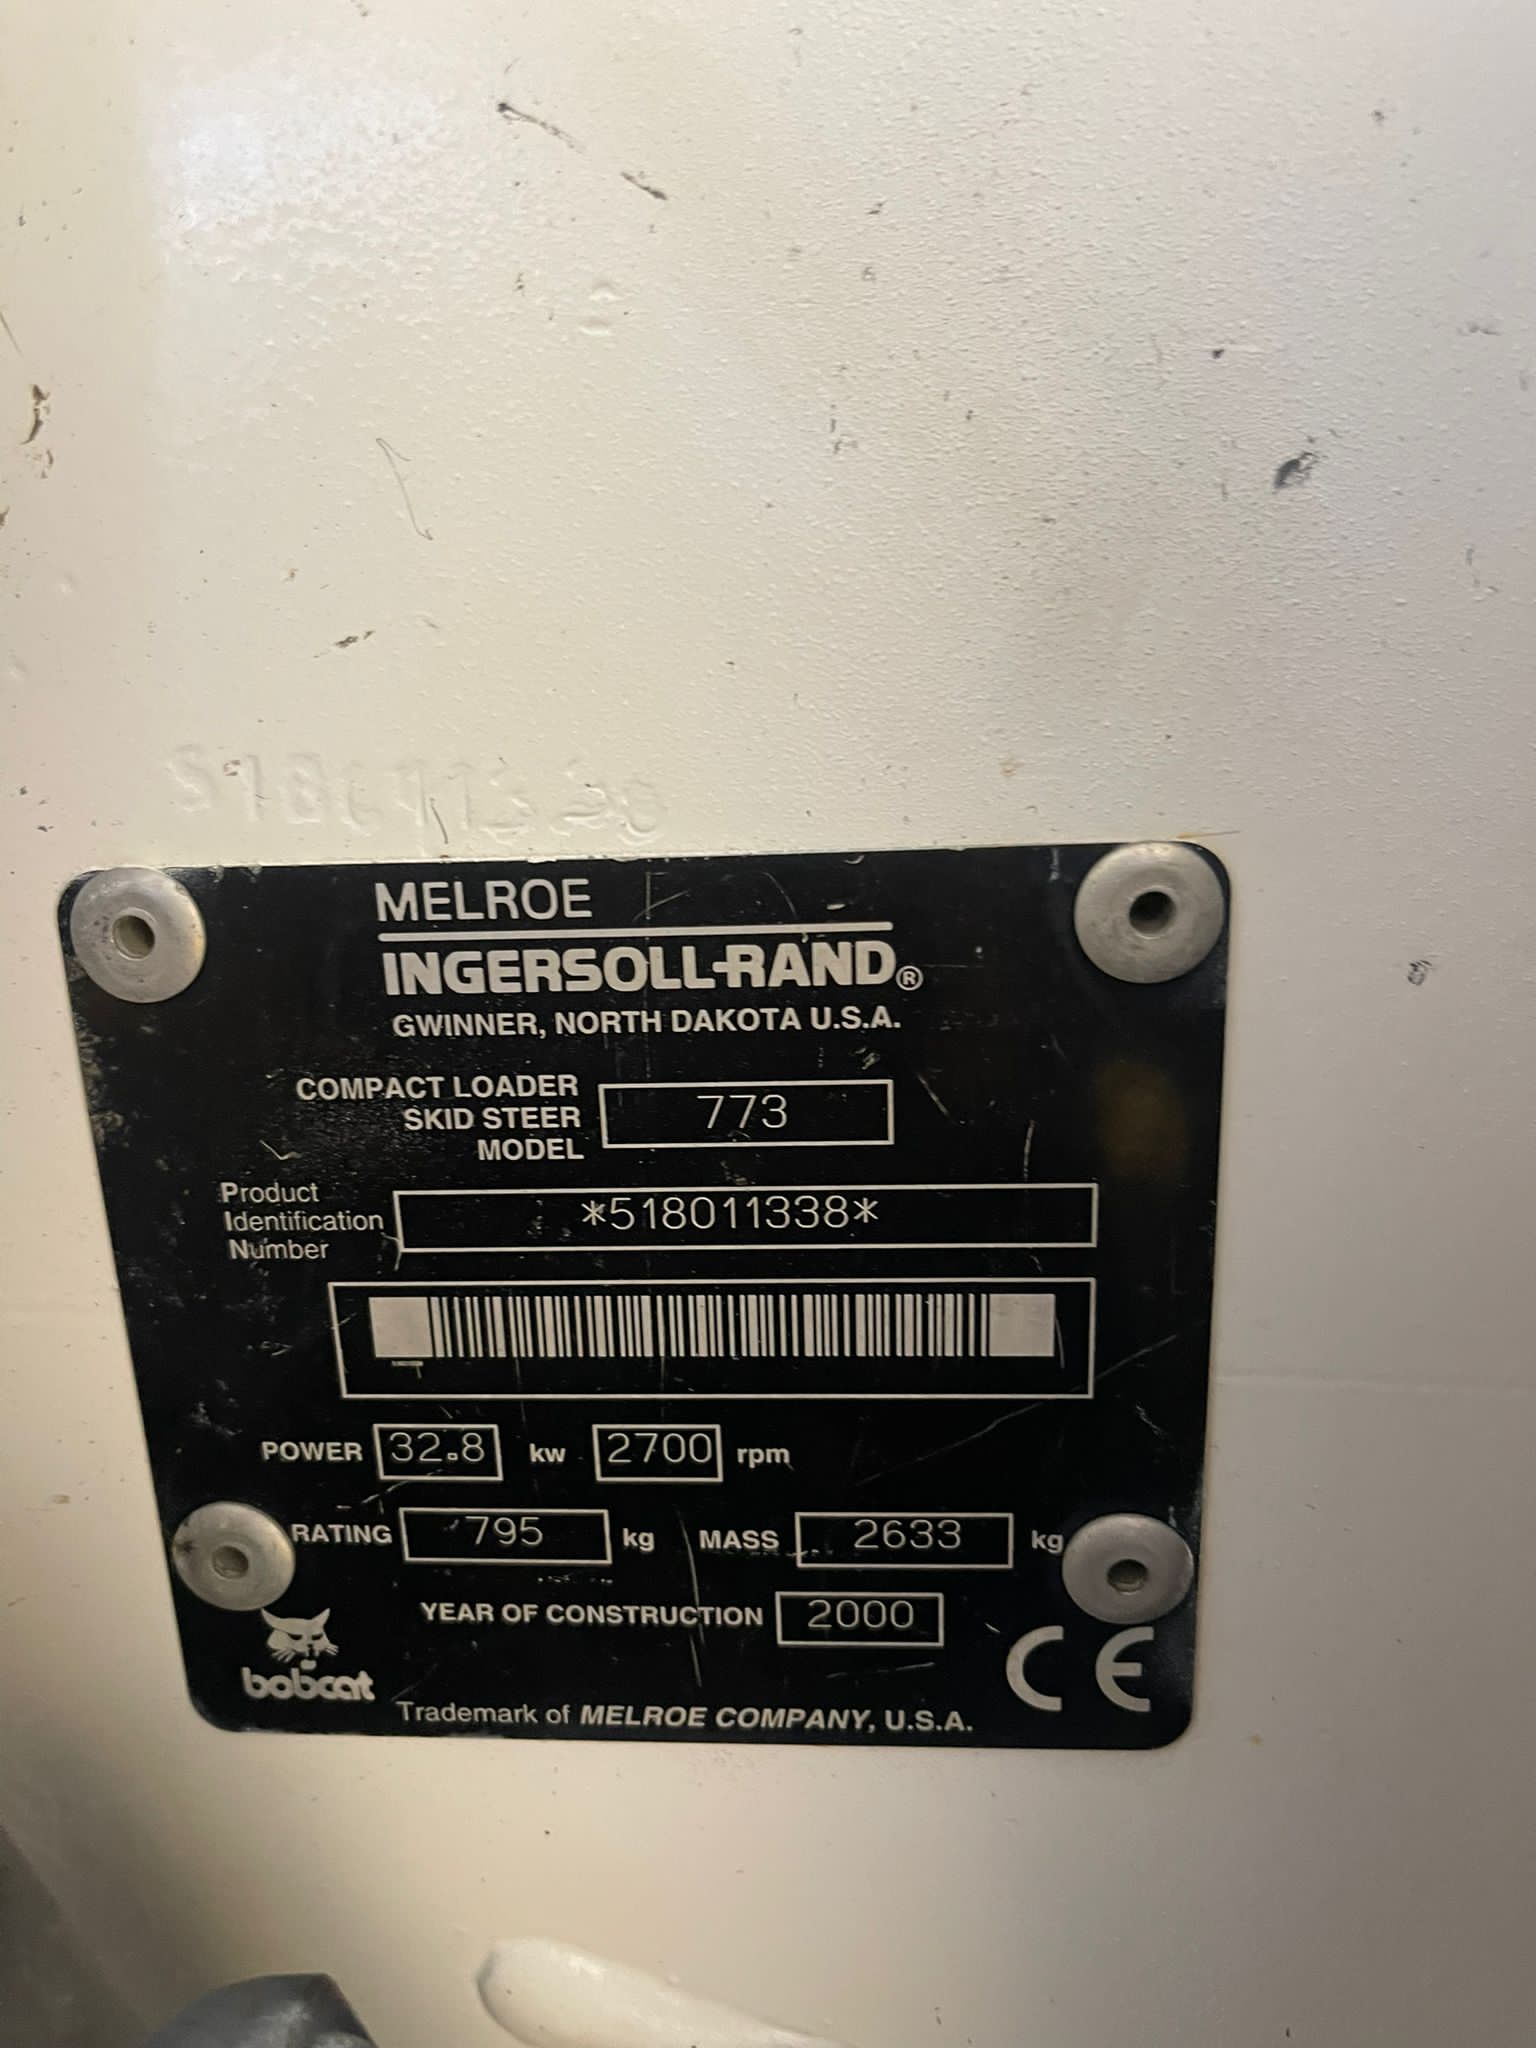 MELROE
INGERSOLL-RAND®
GWINNER, NORTH DAKOTA U.S.A.
COMPACT LOADER
SKID STEER
MODEL
773
Product
Identification
Number
*518011338*
POWER 32.8 kw 2700 rpm
RATING 795 kg MASS 2633 kg
YEAR OF CONSTRUCTION 2000
bobcat
CE
Trademark of MELROE COMPANY, U.S.A.